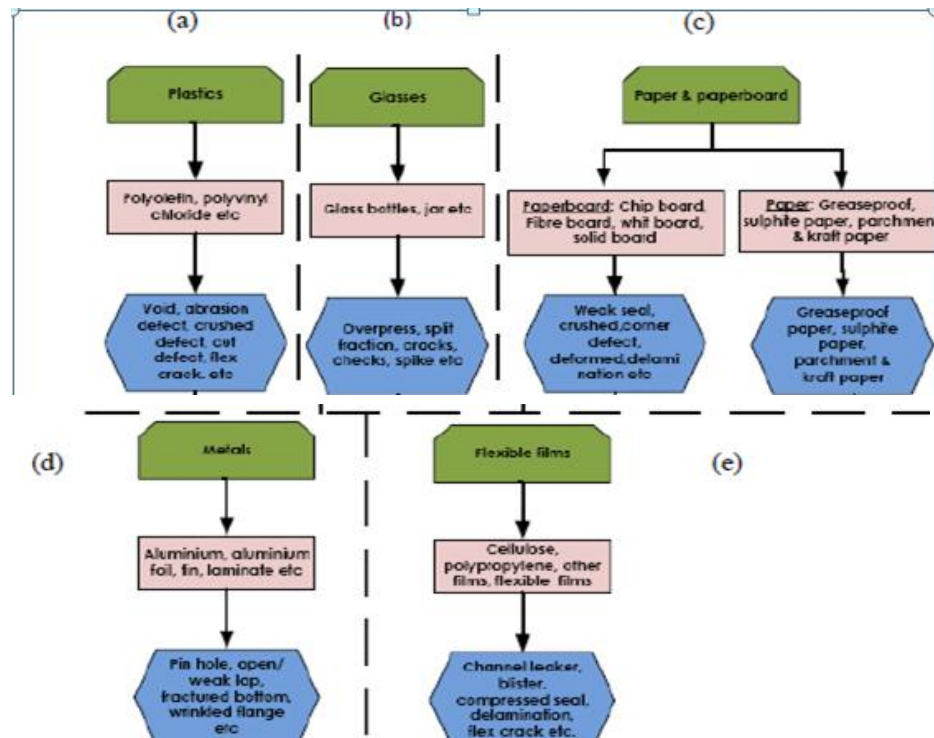 (a)
(b)
(c)
Plastics
Glasses
Paper & paperboard
Polyolefin, polyvinyl
chloride etc
Glass bottles, jar etc
Paperboard: Chip board
Fibre board, whit board,
solid board
Paper: Greaseproof,
sulphite paper, parchmen
& kraft paper
Void, abrasion
defect, crushed
defect, cut
defect, flex
crack, etc
Overpress, split
fraction, cracks,
checks, spike etc
Weak seal,
crushed,corner
defect,
deformed,delami
nation etc
Greaseproof
paper, sulphite
paper,
parchment &
kraft paper
(d)
Metals
Flexible films
(e)
Aluminium, aluminium
foil, tin, laminate etc
Cellulose,
polypropylene, other
films, flexible films
Pin hole, open/
weak lap,
fractured bottom,
wrinkled flange
etc
Channel leaker,
blister,
compressed seal,
delamination,
flex crack etc.